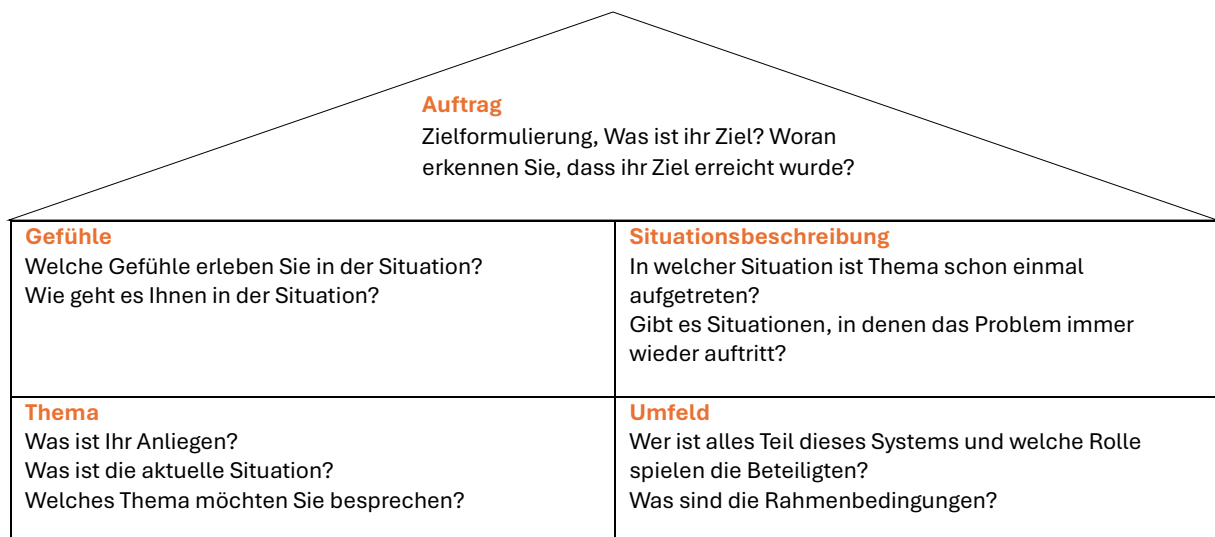 Auftrag
Zielformulierung, Was ist ihr Ziel? Woran
erkennen Sie, dass ihr Ziel erreicht wurde?
Gefühle
Welche Gefühle erleben Sie in der Situation?
Wie geht es Ihnen in der Situation?
Situationsbeschreibung
In welcher Situation ist Thema schon einmal
aufgetreten?
Gibt es Situationen, in denen das Problem immer
wieder auftritt?
Thema
Was ist Ihr Anliegen?
Was ist die aktuelle Situation?
Welches Thema möchten Sie besprechen?
Umfeld
Wer ist alles Teil dieses Systems und welche Rolle
spielen die Beteiligten?
Was sind die Rahmenbedingungen?